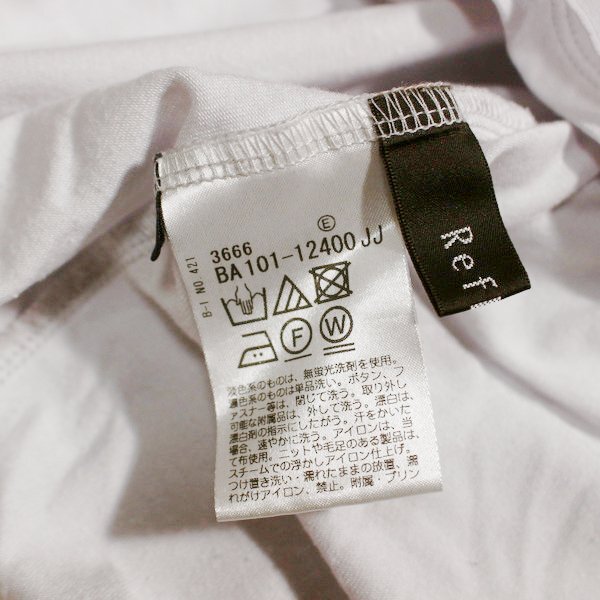 Ⓔ
3666
BA 101-12400 JJ
B-1 NO 421
F
W
淡色系のものは、無蛍光洗剤を使用。
濃色系のものは単品洗い。ボタン、フ
ァスナー等は、閉じて洗う。取り外し
可能な附属品は、外して洗う。漂白は、
漂白剤の指示にしたがう。汗をかいた
場合、速やかに洗う。アイロンは、当
て布使用。ニットや毛足のある製品は、
スチームでの浮かしアイロン仕上げ。
つけ置き洗い・濡れたままの放置、濡
れがけアイロン、禁止。附属・プリン
Ref